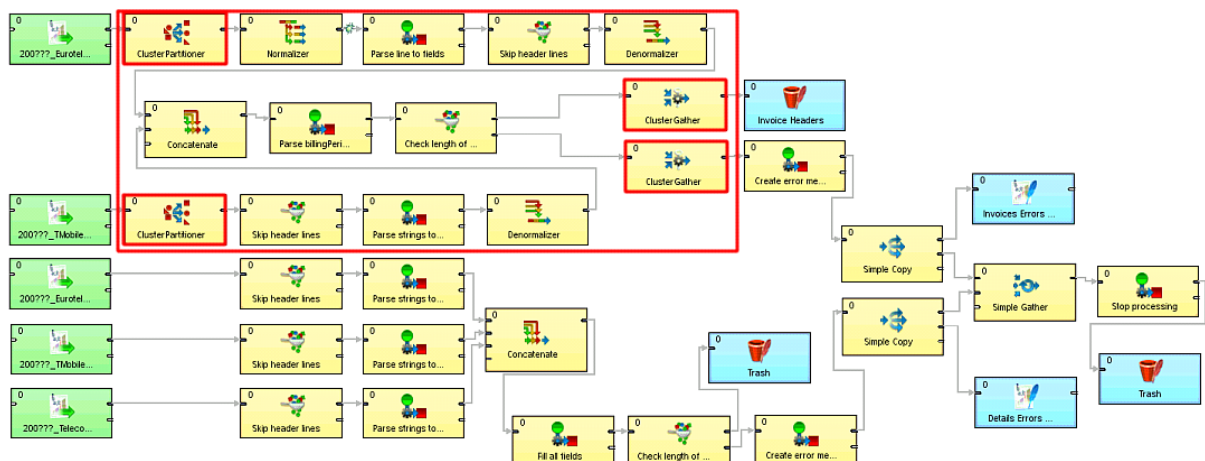 0 0 0 0 0 0
200???_Eurotel... ClusterPartitioner Normalizer Parse line to fields Skip header lines Denormalizer
0 0 0 0 0
Concatenate Parse billingPeri... Check length of ... ClusterGather Invoice Headers
0 0
ClusterGather Create error me...
0 0 0 0 0
200???_TMobile... ClusterPartitioner Skip header lines Parse strings to... Denormalizer
0
Invoices Errors ...
0
Simple Copy
0 0 0
200???_Eurotel... Skip header lines Parse strings to...
0 0
Simple Gather Stop processing
0
Simple Copy
0 0 0
200???_TMobile... Skip header lines Parse strings to...
0
Concatenate
0
Trash
0
Trash
0 0 0
200???_Teleco... Skip header lines Parse strings to...
0
Details Errors ...
0 0 0
Fill all fields Check length of ... Create error me...